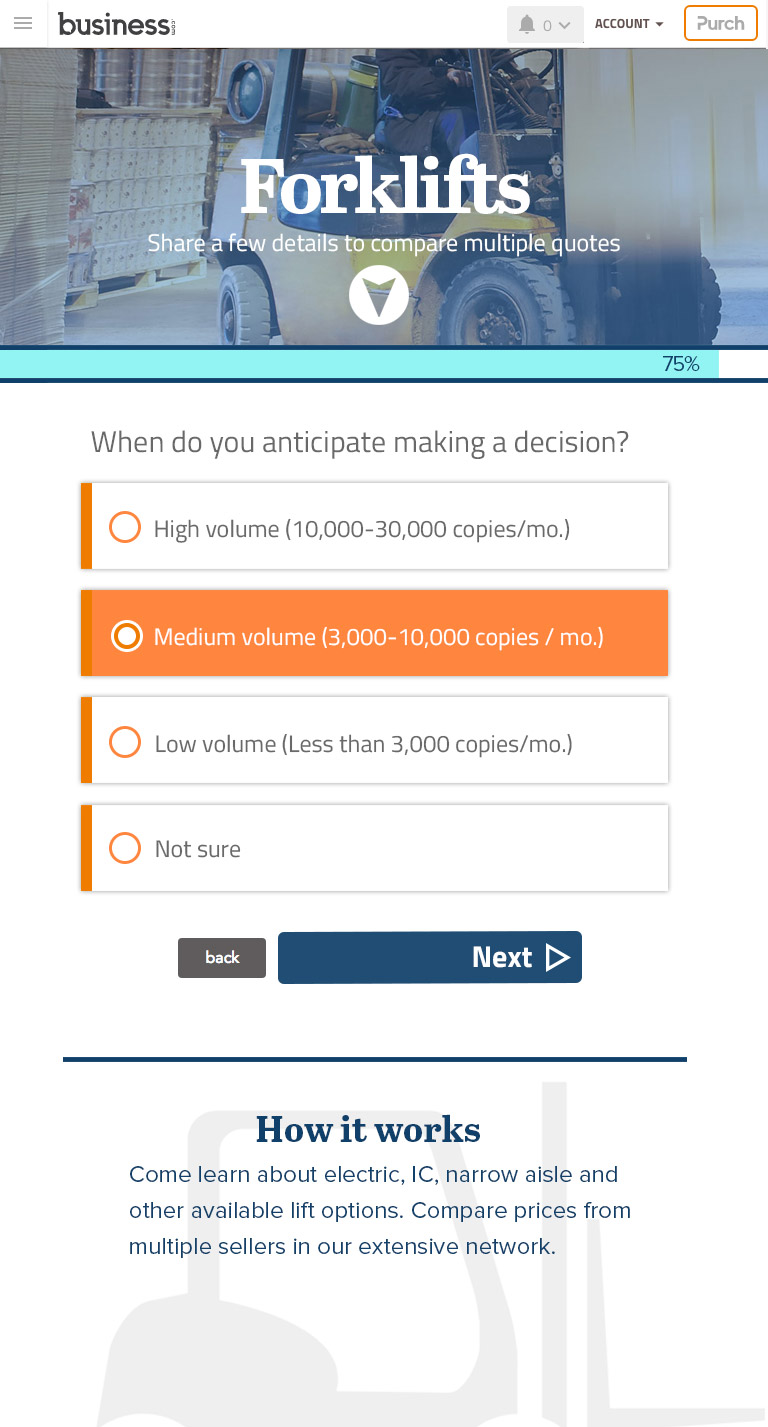 business.com
0
ACCOUNT
Purch
Forklifts
Share a few details to compare multiple quotes
75%
When do you anticipate making a decision?
High volume (10,000-30,000 copies/mo.)
Medium volume (3,000-10,000 copies / mo.)
Low volume (Less than 3,000 copies/mo.)
Not sure
back
Next
How it works
Come learn about electric, IC, narrow aisle and
other available lift options. Compare prices from
multiple sellers in our extensive network.